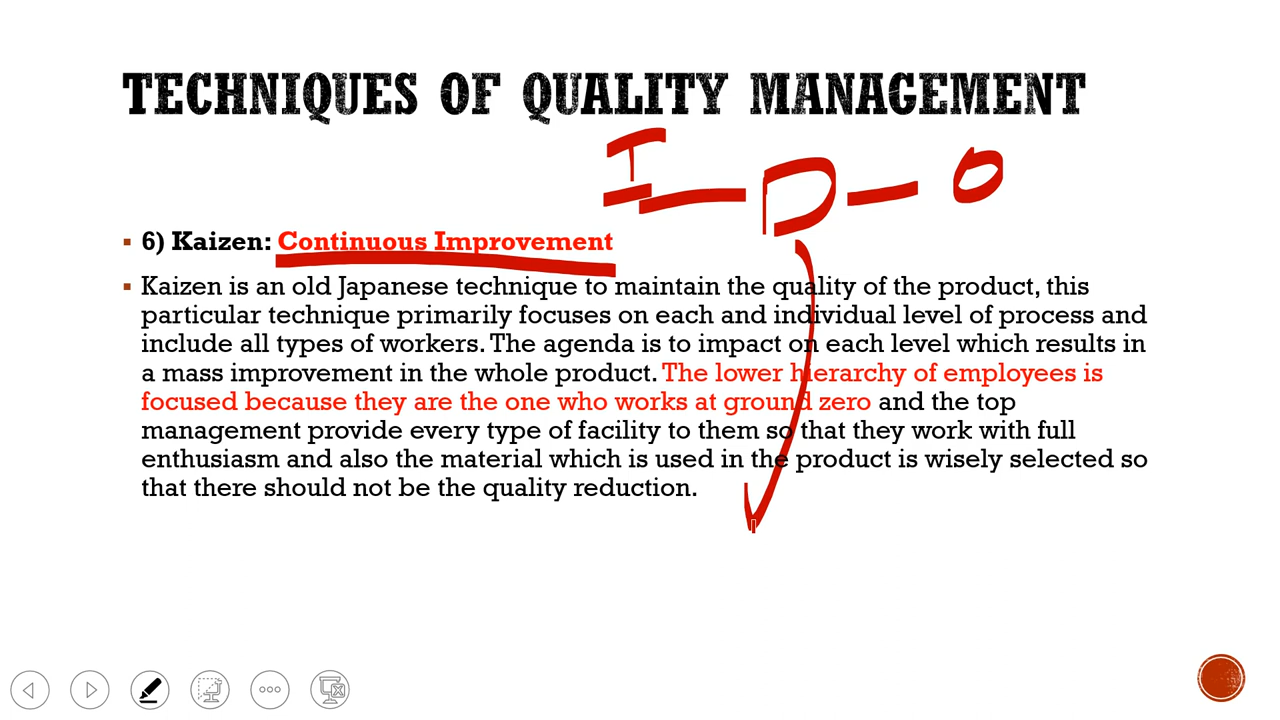 TECHNIQUES OF QUALITY MANAGEMENT
I — D — O
6) Kaizen: Continuous Improvement
Kaizen is an old Japanese technique to maintain the quality of the product, this
particular technique primarily focuses on each and individual level of process and
include all types of workers. The agenda is to impact on each level which results in
a mass improvement in the whole product. The lower hierarchy of employees is
focused because they are the one who works at ground zero and the top
management provide every type of facility to them so that they work with full
enthusiasm and also the material which is used in the product is wisely selected so
that there should not be the quality reduction.